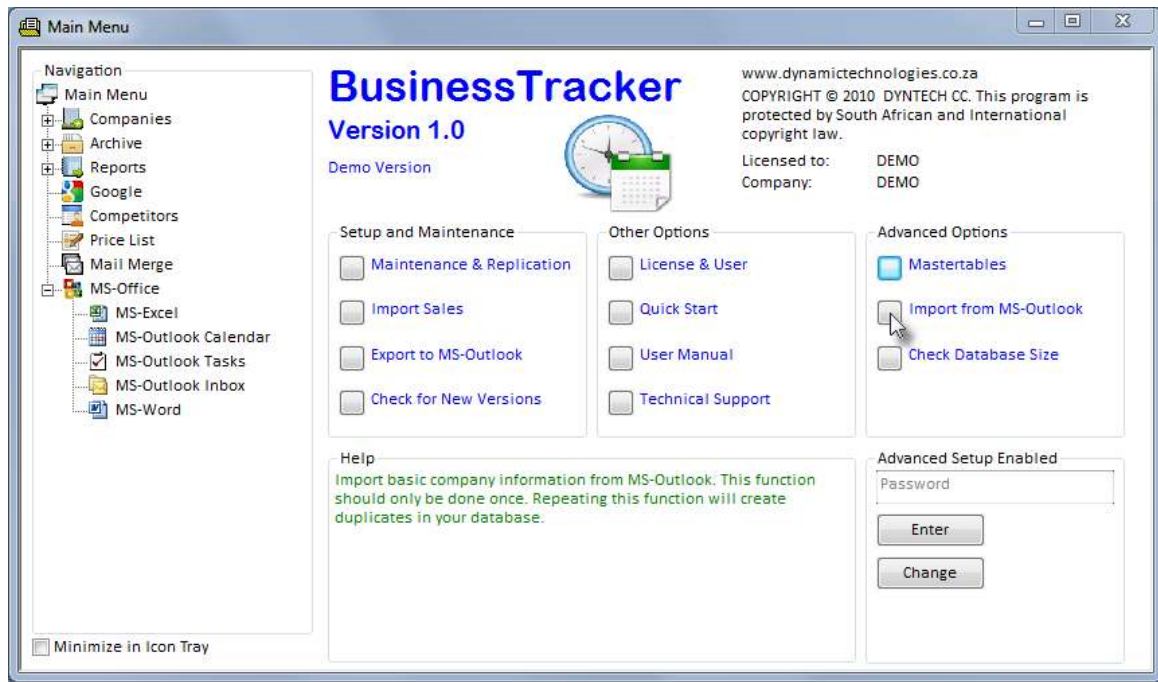 Main Menu
Navigation
Main Menu
Companies
Archive
Reports
Google
Competitors
Price List
Mail Merge
MS-Office
MS-Excel
MS-Outlook Calendar
MS-Outlook Tasks
MS-Outlook Inbox
MS-Word
Minimize in Icon Tray
BusinessTracker
Version 1.0
Demo Version
www.dynamictechnologies.co.za
COPYRIGHT © 2010 DYNTECH CC. This program is
protected by South African and International
copyright law.
Licensed to: DEMO
Company: DEMO
Setup and Maintenance
Maintenance & Replication
Import Sales
Export to MS-Outlook
Check for New Versions
Other Options
License & User
Quick Start
User Manual
Technical Support
Advanced Options
Mastertables
Import from MS-Outlook
Check Database Size
Help
Import basic company information from MS-Outlook. This function
should only be done once. Repeating this function will create
duplicates in your database.
Advanced Setup Enabled
Password
Enter
Change